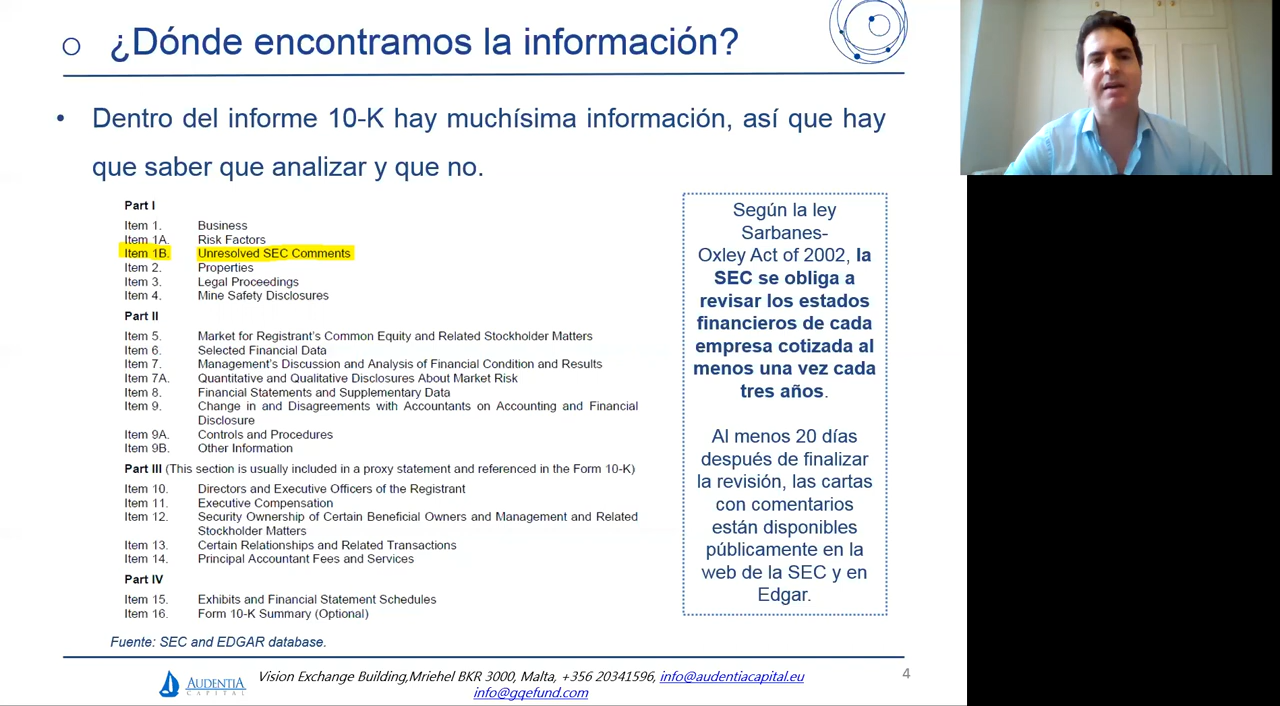 ¿Dónde encontramos la información?
• Dentro del informe 10-K hay muchísima información, así que hay
que saber que analizar y que no.
Part I
Item 1. Business
Item 1A. Risk Factors
Item 1B. Unresolved SEC Comments
Item 2. Properties
Item 3. Legal Proceedings
Item 4. Mine Safety Disclosures
Part II
Item 5. Market for Registrant's Common Equity and Related Stockholder Matters
Item 6. Selected Financial Data
Item 7. Management's Discussion and Analysis of Financial Condition and Results
Item 7A. Quantitative and Qualitative Disclosures About Market Risk
Item 8. Financial Statements and Supplementary Data
Item 9. Change in and Disagreements with Accountants on Accounting and Financial
Disclosure
Item 9A. Controls and Procedures
Item 9B. Other Information
Part III (This section is usually included in a proxy statement and referenced in the Form 10-K)
Item 10. Directors and Executive Officers of the Registrant
Item 11. Executive Compensation
Item 12. Security Ownership of Certain Beneficial Owners and Management and Related
Stockholder Matters
Item 13. Certain Relationships and Related Transactions
Item 14. Principal Accountant Fees and Services
Part IV
Item 15. Exhibits and Financial Statement Schedules
Item 16. Form 10-K Summary (Optional)
Fuente: SEC and EDGAR database.
Según la ley
Sarbanes-
Oxley Act of 2002, la
SEC se obliga a
revisar los estados
financieros de cada
empresa cotizada al
menos una vez cada
tres años.
Al menos 20 días
después de finalizar
la revisión, las cartas
con comentarios
están disponibles
públicamente en la
web de la SEC y en
Edgar.
AUDENTIA
CAPITAL
Vision Exchange Building,Mriehel BKR 3000, Malta, +356 20341596, info@audentiacapital.eu
info@gqefund.com
4